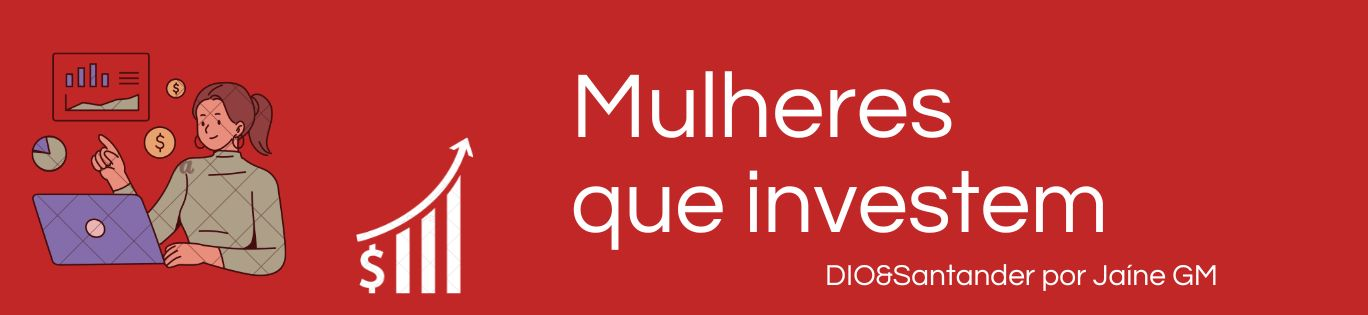 Mulheres
que investem
DIO&Santander por Jaíne GM
$
$
$
a